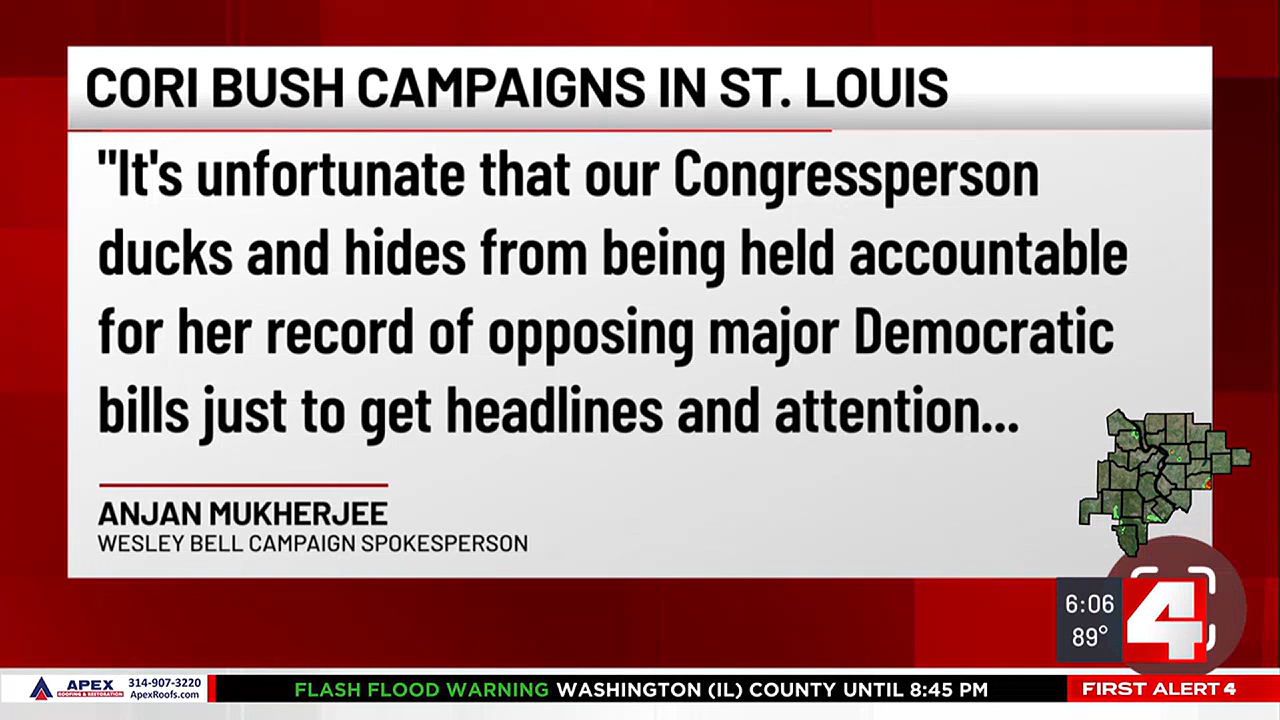 CORI BUSH CAMPAIGNS IN ST. LOUIS
"It's unfortunate that our Congressperson
ducks and hides from being held accountable
for her record of opposing major Democratic
bills just to get headlines and attention...
ANJAN MUKHERJEE
WESLEY BELL CAMPAIGN SPOKESPERSON
6:06
89°
4
APEX
ROOFING & RESTORATION
314-907-3220
ApexRoofs.com
FLASH FLOOD WARNING WASHINGTON (IL) COUNTY UNTIL 8:45 PM
FIRST ALERT 4